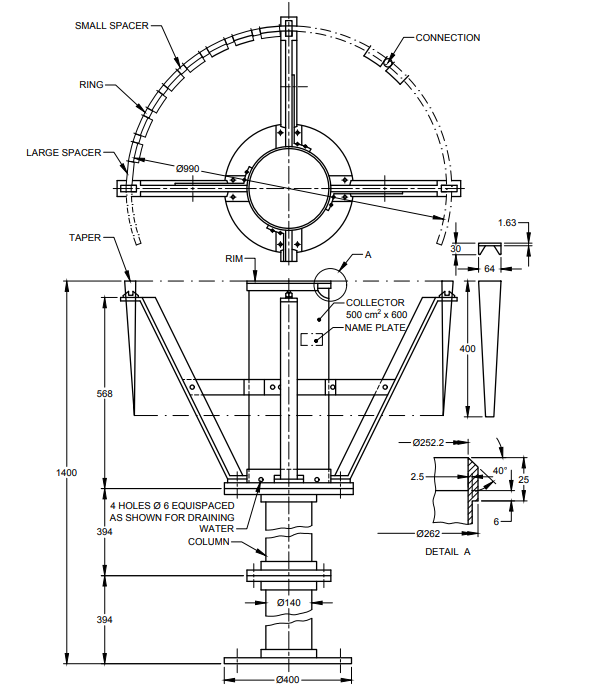 SMALL SPACER
CONNECTION
RING
LARGE SPACER
Ø990
1.63
30
64
TAPER
RIM
A
COLLECTOR
500 cm² x 600
NAME PLATE
400
568
1400
Ø252.2
2.5
40°
25
6
Ø262
DETAIL A
4 HOLES Ø 6 EQUISPACED
AS SHOWN FOR DRAINING
WATER
COLUMN
394
Ø140
394
Ø400